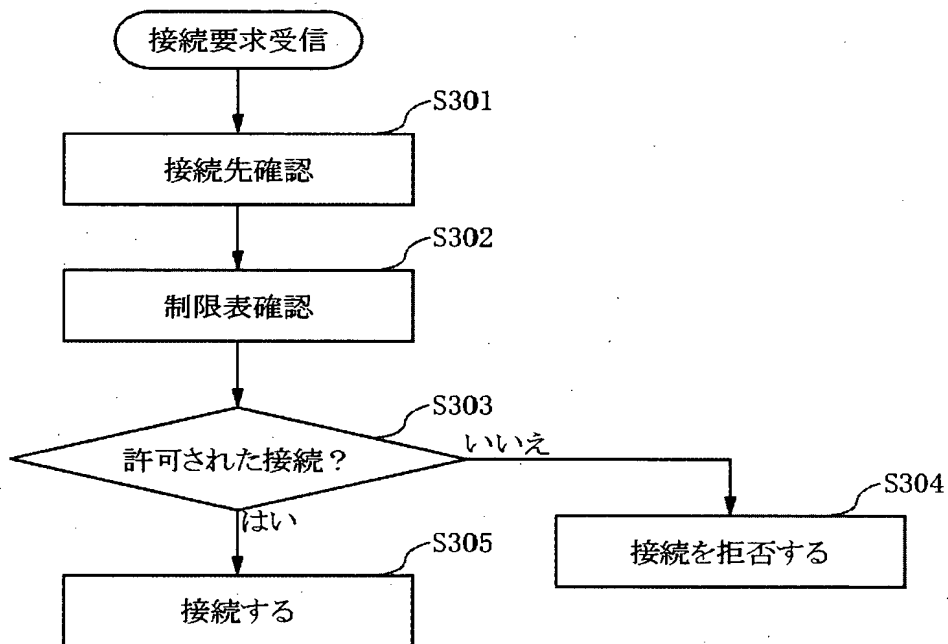 接続要求受信
S301
接続先確認
S302
制限表確認
S303
許可された接続？
いいえ
はい
S304
接続を拒否する
S305
接続する